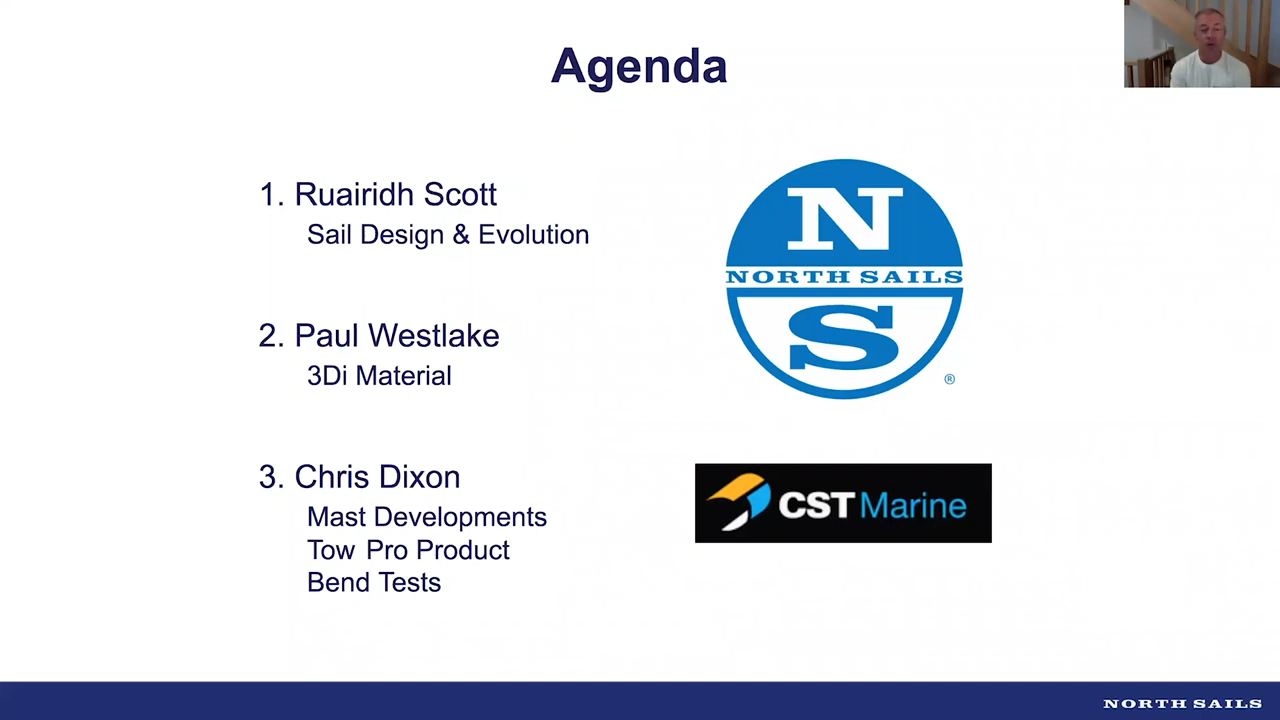 Agenda
1. Ruairidh Scott
Sail Design & Evolution
2. Paul Westlake
3Di Material
3. Chris Dixon
Mast Developments
Tow Pro Product
Bend Tests
N
NORTH SAILS
S
®
CST Marine
NORTH SAILS